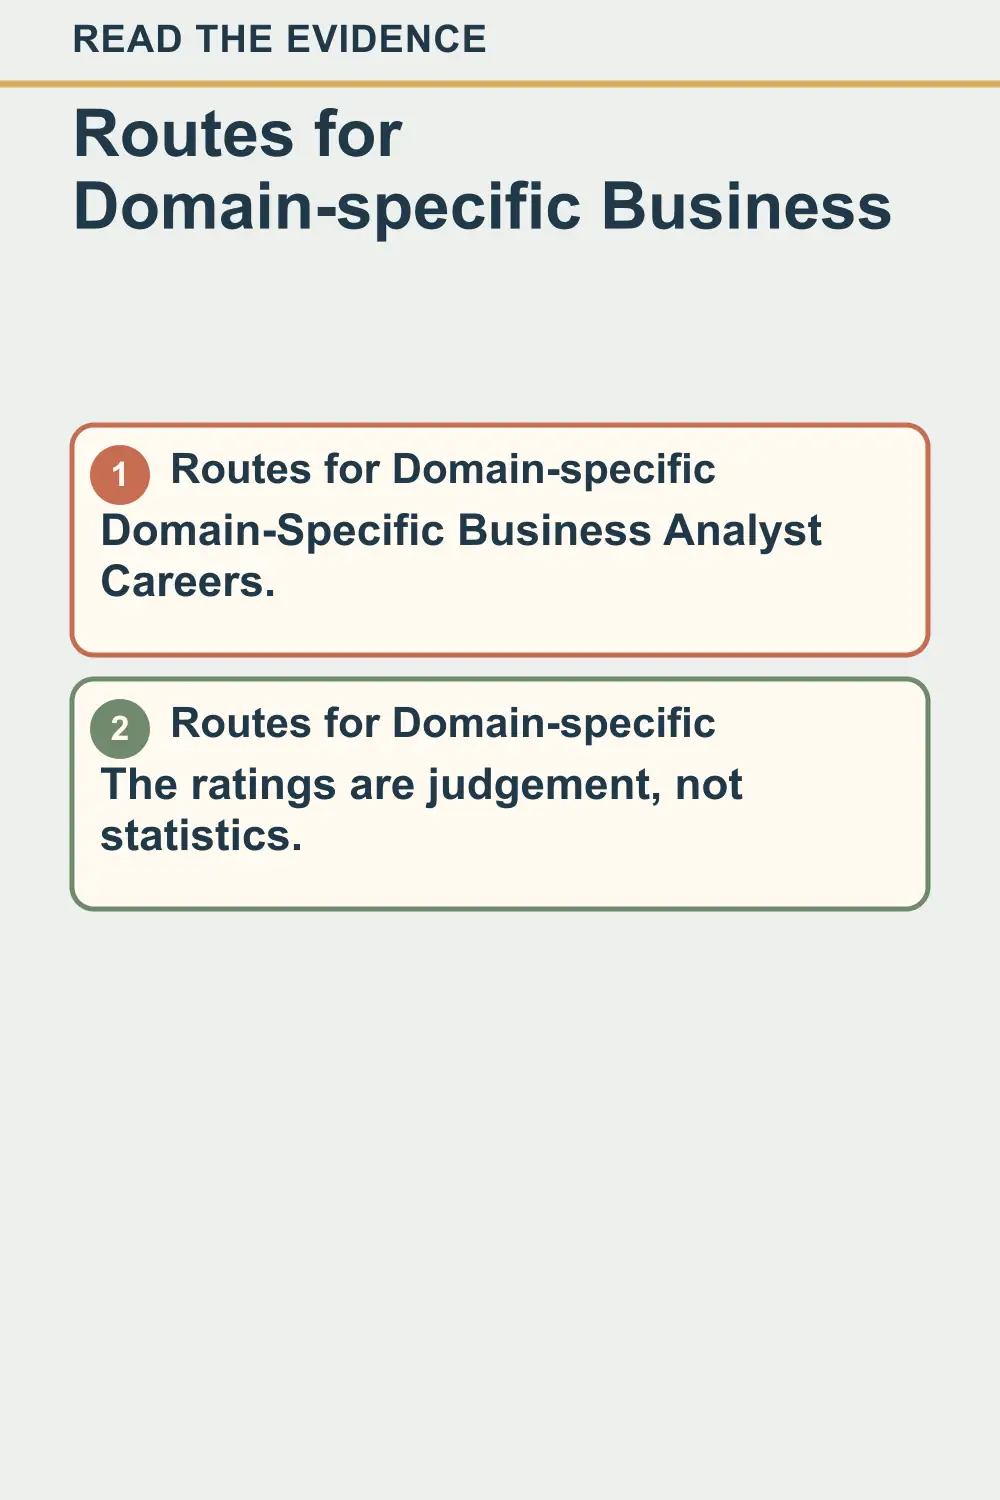 READ THE EVIDENCE
Routes for
Domain-specific Business
1 Routes for Domain-specific
Domain-Specific Business Analyst
Careers.
2 Routes for Domain-specific
The ratings are judgement, not
statistics.